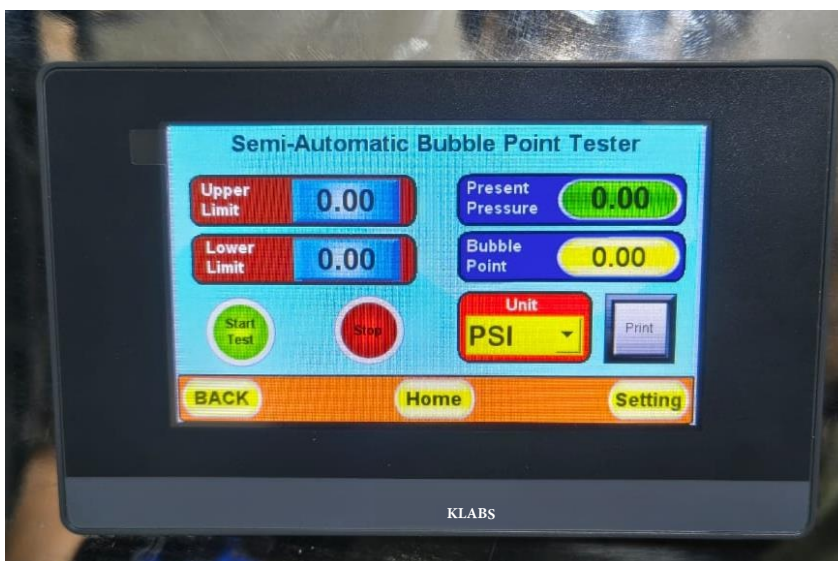 Semi-Automatic Bubble Point Tester
Upper
Limit
0.00
Present
Pressure
0.00
Lower
Limit
0.00
Bubble
Point
0.00
Start
Test
Stop
Unit
PSI
Print
BACK
Home
Setting
KLABS